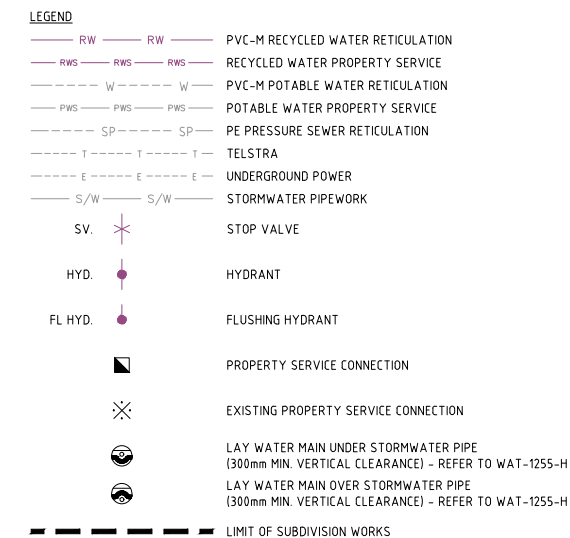 LEGEND
RW RW PVC-M RECYCLED WATER RETICULATION
RWS RWS RWS RECYCLED WATER PROPERTY SERVICE
W W PVC-M POTABLE WATER RETICULATION
PWS PWS PWS POTABLE WATER PROPERTY SERVICE
SP SP PE PRESSURE SEWER RETICULATION
T T T TELSTRA
E E E UNDERGROUND POWER
S/W S/W STORMWATER PIPEWORK
SV. STOP VALVE
HYD. HYDRANT
FL HYD. FLUSHING HYDRANT
PROPERTY SERVICE CONNECTION
EXISTING PROPERTY SERVICE CONNECTION
LAY WATER MAIN UNDER STORMWATER PIPE
(300mm MIN. VERTICAL CLEARANCE) - REFER TO WAT-1255-H
LAY WATER MAIN OVER STORMWATER PIPE
(300mm MIN. VERTICAL CLEARANCE) - REFER TO WAT-1255-H
LIMIT OF SUBDIVISION WORKS